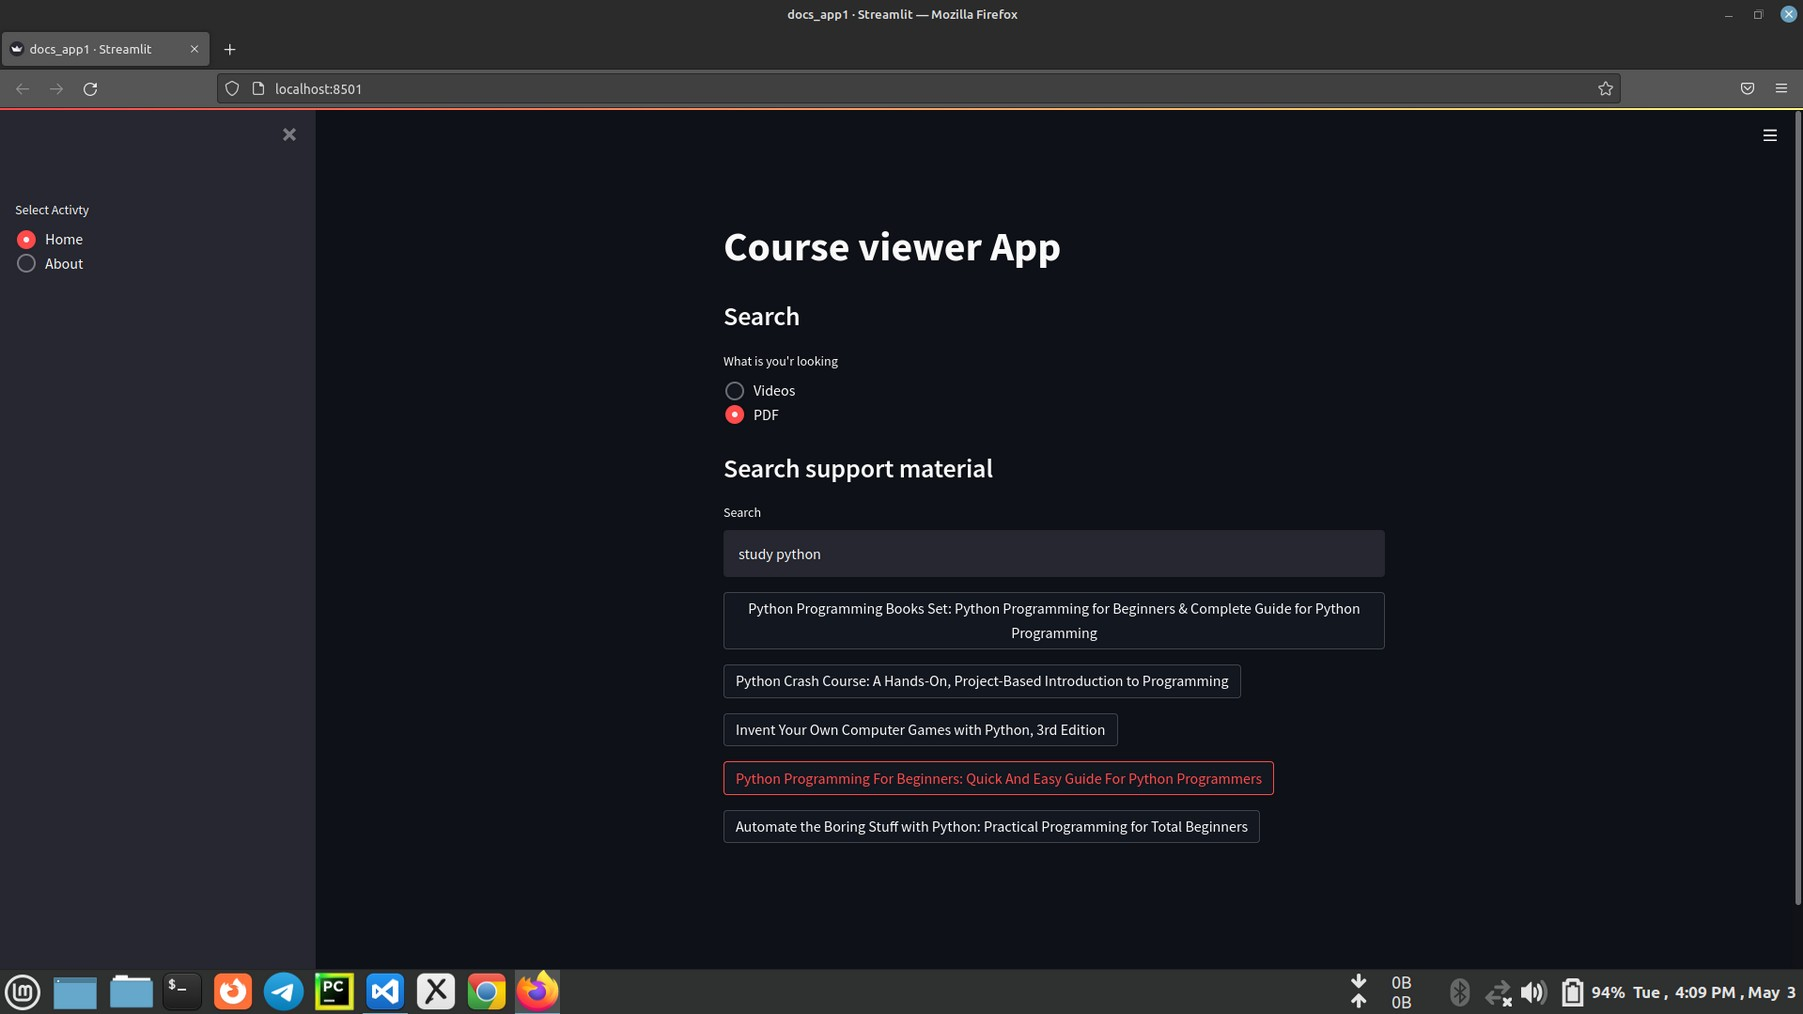 docs_app1 · Streamlit — Mozilla Firefox
docs_app1 · Streamlit
localhost:8501
Select Activty
Home
About
Course viewer App
Search
What is you'r looking
Videos
PDF
Search support material
Search
study python
Python Programming Books Set: Python Programming for Beginners & Complete Guide for Python
Programming
Python Crash Course: A Hands-On, Project-Based Introduction to Programming
Invent Your Own Computer Games with Python, 3rd Edition
Python Programming For Beginners: Quick And Easy Guide For Python Programmers
Automate the Boring Stuff with Python: Practical Programming for Total Beginners
$_
PC
0B
0B
94% Tue , 4:09 PM , May 3